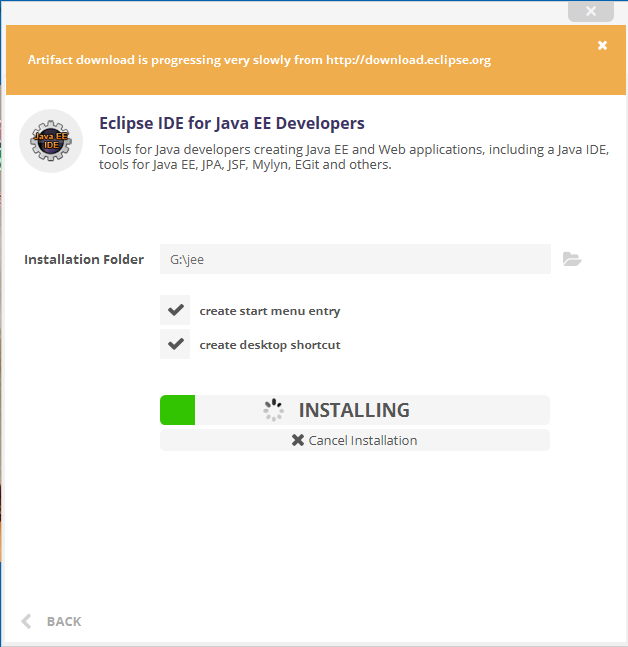 Artifact download is progressing very slowly from http://download.eclipse.org
Java EE
IDE
Eclipse IDE for Java EE Developers
Tools for Java developers creating Java EE and Web applications, including a Java IDE,
tools for Java EE, JPA, JSF, Mylyn, EGit and others.
Installation Folder
G:\jee
create start menu entry
create desktop shortcut
INSTALLING
Cancel Installation
BACK